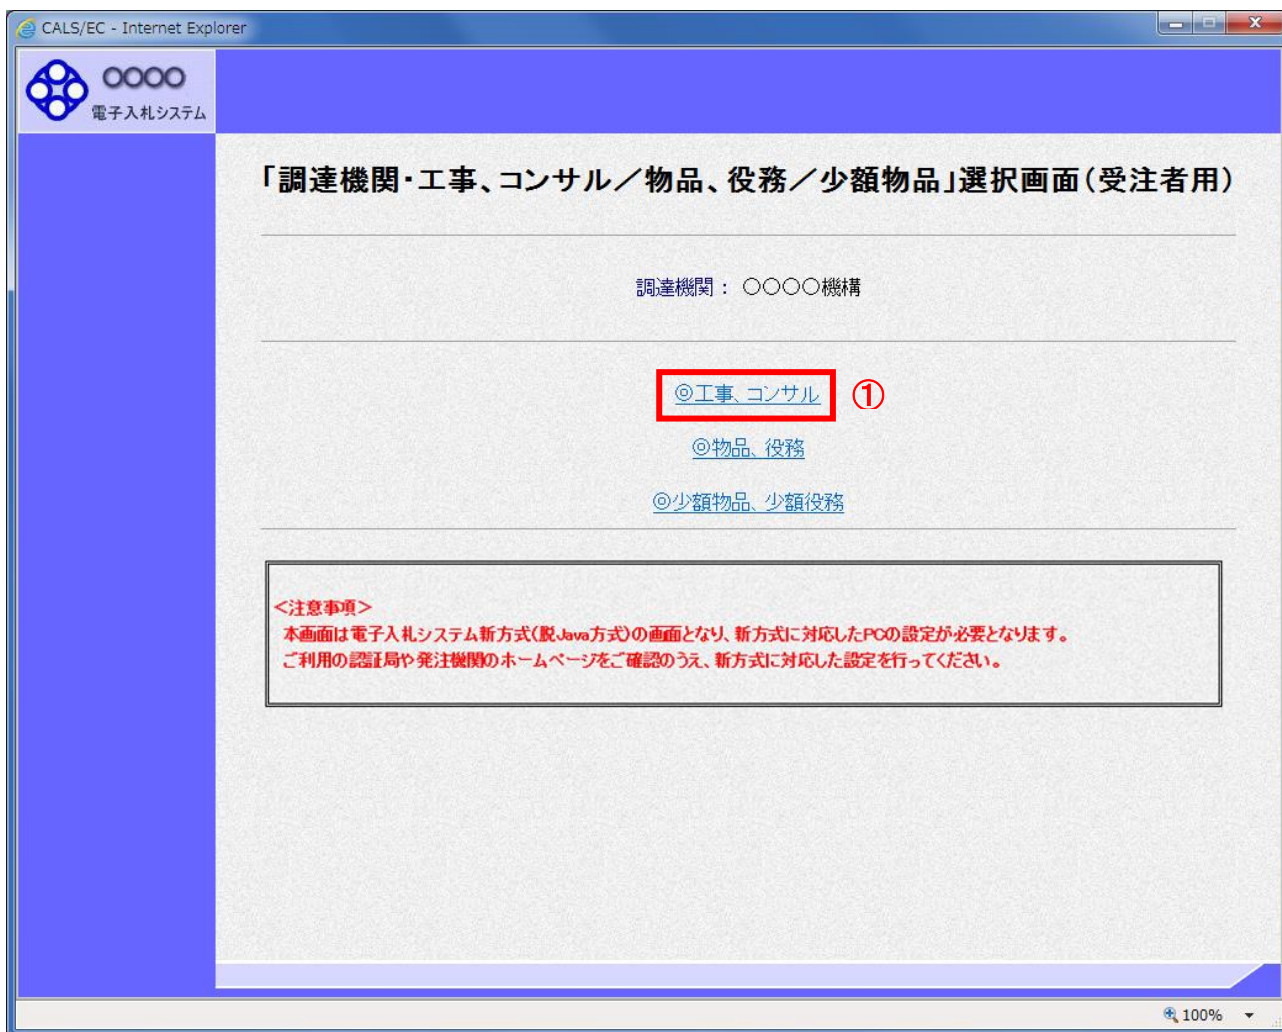 CALS/EC - Internet Explorer
〇〇〇〇
電子入札システム
「調達機関・工事、コンサル／物品、役務／少額物品」選択画面(受注者用)
調達機関： 〇〇〇〇機構
◎工事、コンサル ①
◎物品、役務
◎少額物品、少額役務
＜注意事項＞
本画面は電子入札システム新方式(脱Java方式)の画面となり、新方式に対応したPCの設定が必要となります。
ご利用の認証局や発注機関のホームページをご確認のうえ、新方式に対応した設定を行ってください。
100%